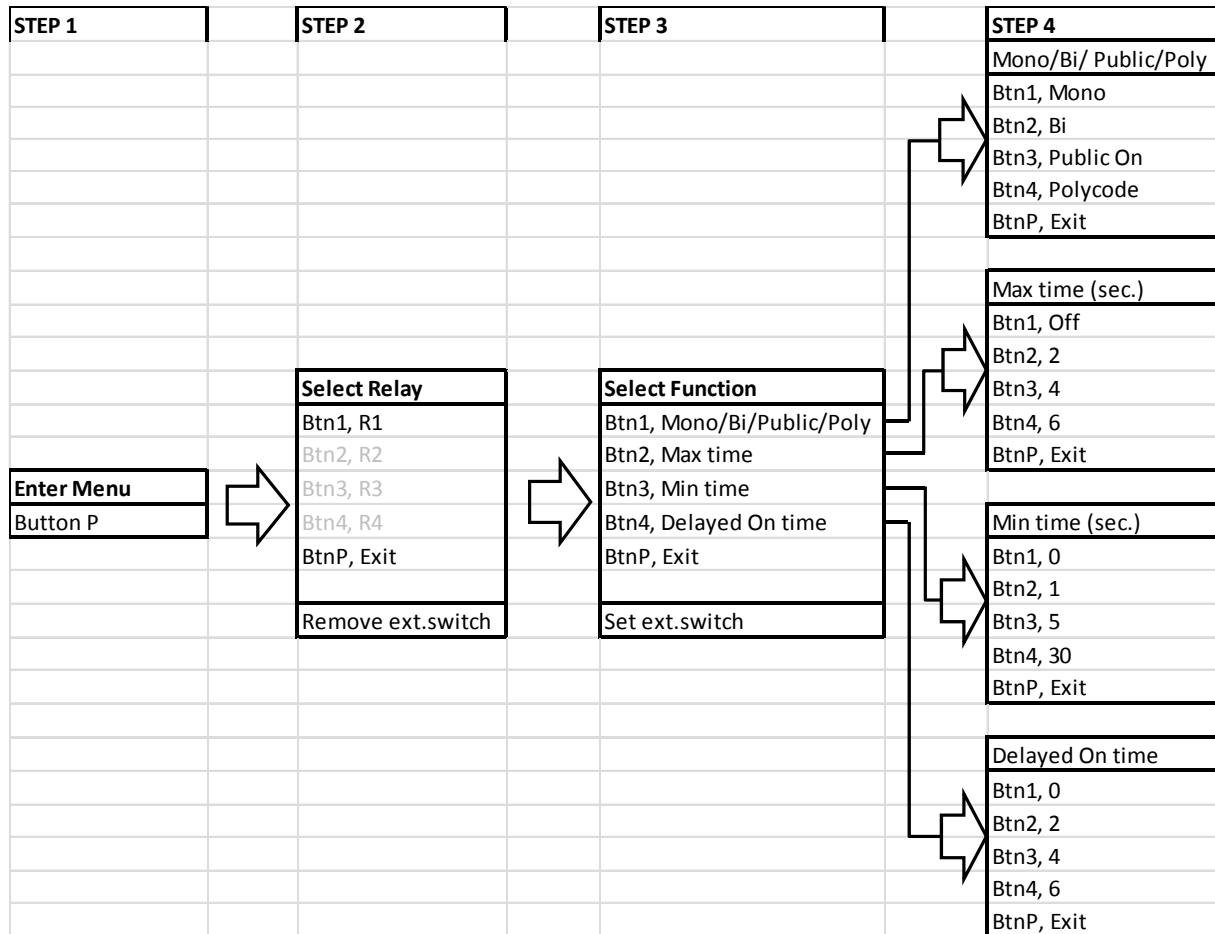 STEP 1
STEP 2
STEP 3
STEP 4
Enter Menu
Button P
Select Relay
Btn1, R1
Btn2, R2
Btn3, R3
Btn4, R4
BtnP, Exit
Remove ext.switch
Select Function
Btn1, Mono/Bi/Public/Poly
Btn2, Max time
Btn3, Min time
Btn4, Delayed On time
BtnP, Exit
Set ext.switch
Mono/Bi/ Public/Poly
Btn1, Mono
Btn2, Bi
Btn3, Public On
Btn4, Polycode
BtnP, Exit
Max time (sec.)
Btn1, Off
Btn2, 2
Btn3, 4
Btn4, 6
BtnP, Exit
Min time (sec.)
Btn1, 0
Btn2, 1
Btn3, 5
Btn4, 30
BtnP, Exit
Delayed On time
Btn1, 0
Btn2, 2
Btn3, 4
Btn4, 6
BtnP, Exit